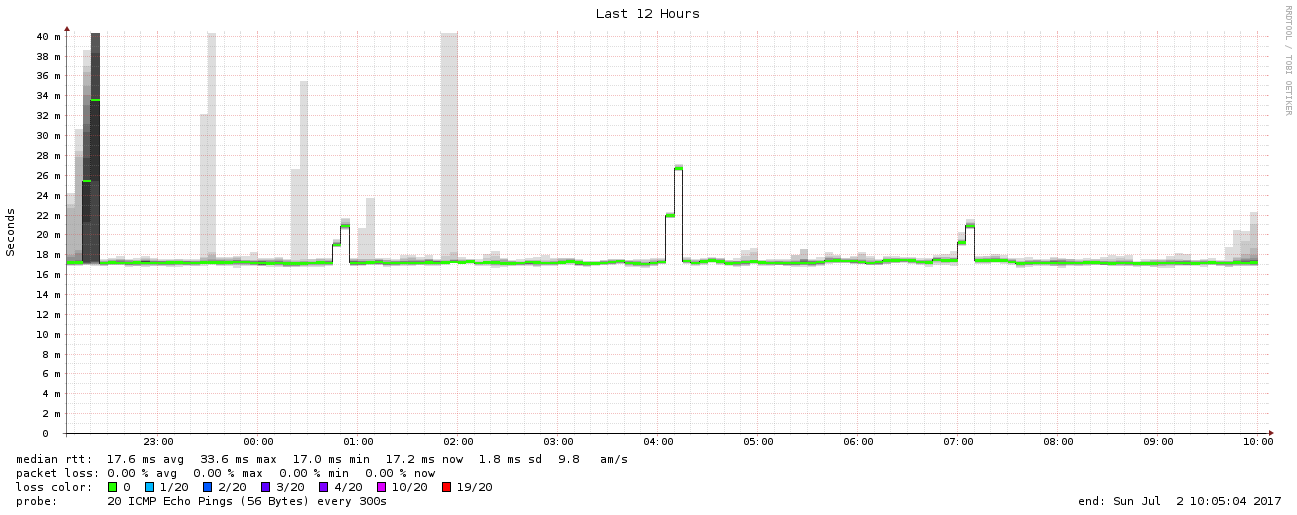 Last 12 Hours
RRDTOOL / TOBI OETIKER
Seconds
40 m
38 m
36 m
34 m
32 m
30 m
28 m
26 m
24 m
22 m
20 m
18 m
16 m
14 m
12 m
10 m
8 m
6 m
4 m
2 m
0
23:00 00:00 01:00 02:00 03:00 04:00 05:00 06:00 07:00 08:00 09:00 10:00
median rtt: 17.6 ms avg 33.6 ms max 17.0 ms min 17.2 ms now 1.8 ms sd 9.8 am/s
packet loss: 0.00 % avg 0.00 % max 0.00 % min 0.00 % now
loss color: 0 1/20 2/20 3/20 4/20 10/20 19/20
probe: 20 ICMP Echo Pings (56 Bytes) every 300s end: Sun Jul 2 10:05:04 2017